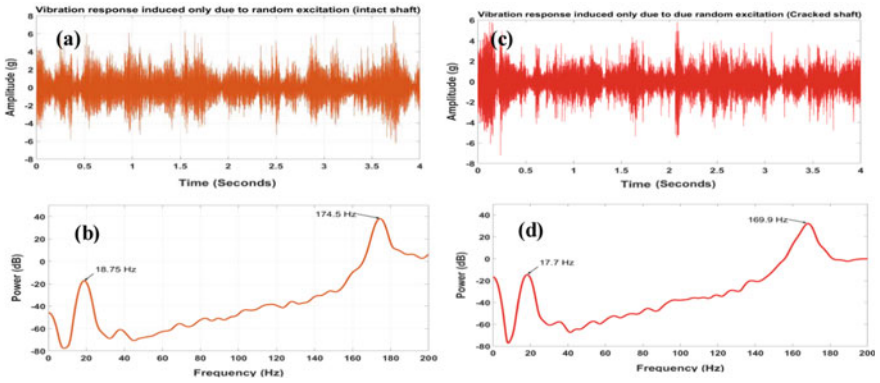 Vibration response induced only due to random excitation (intact shaft)
(a)
8
6
4
2
0
-2
-4
-6
-8
Amplitude (g)
0 0.5 1 1.5 2 2.5 3 3.5 4
Time (Seconds)
Vibration response induced only due to due random excitation (Cracked shaft)
(c)
6
4
2
0
-2
-4
-6
-8
Amplitude (g)
0 0.5 1 1.5 2 2.5 3 3.5 4
Time (Seconds)
(b)
174.5 Hz
18.75 Hz
40
20
0
-20
-40
-60
-80
Power (dB)
0 20 40 60 80 100 120 140 160 180 200
Frequency (Hz)
(d)
169.9 Hz
17.7 Hz
40
20
0
-20
-40
-60
-80
Power (dB)
0 20 40 60 80 100 120 140 160 180 200
Frequency (Hz)